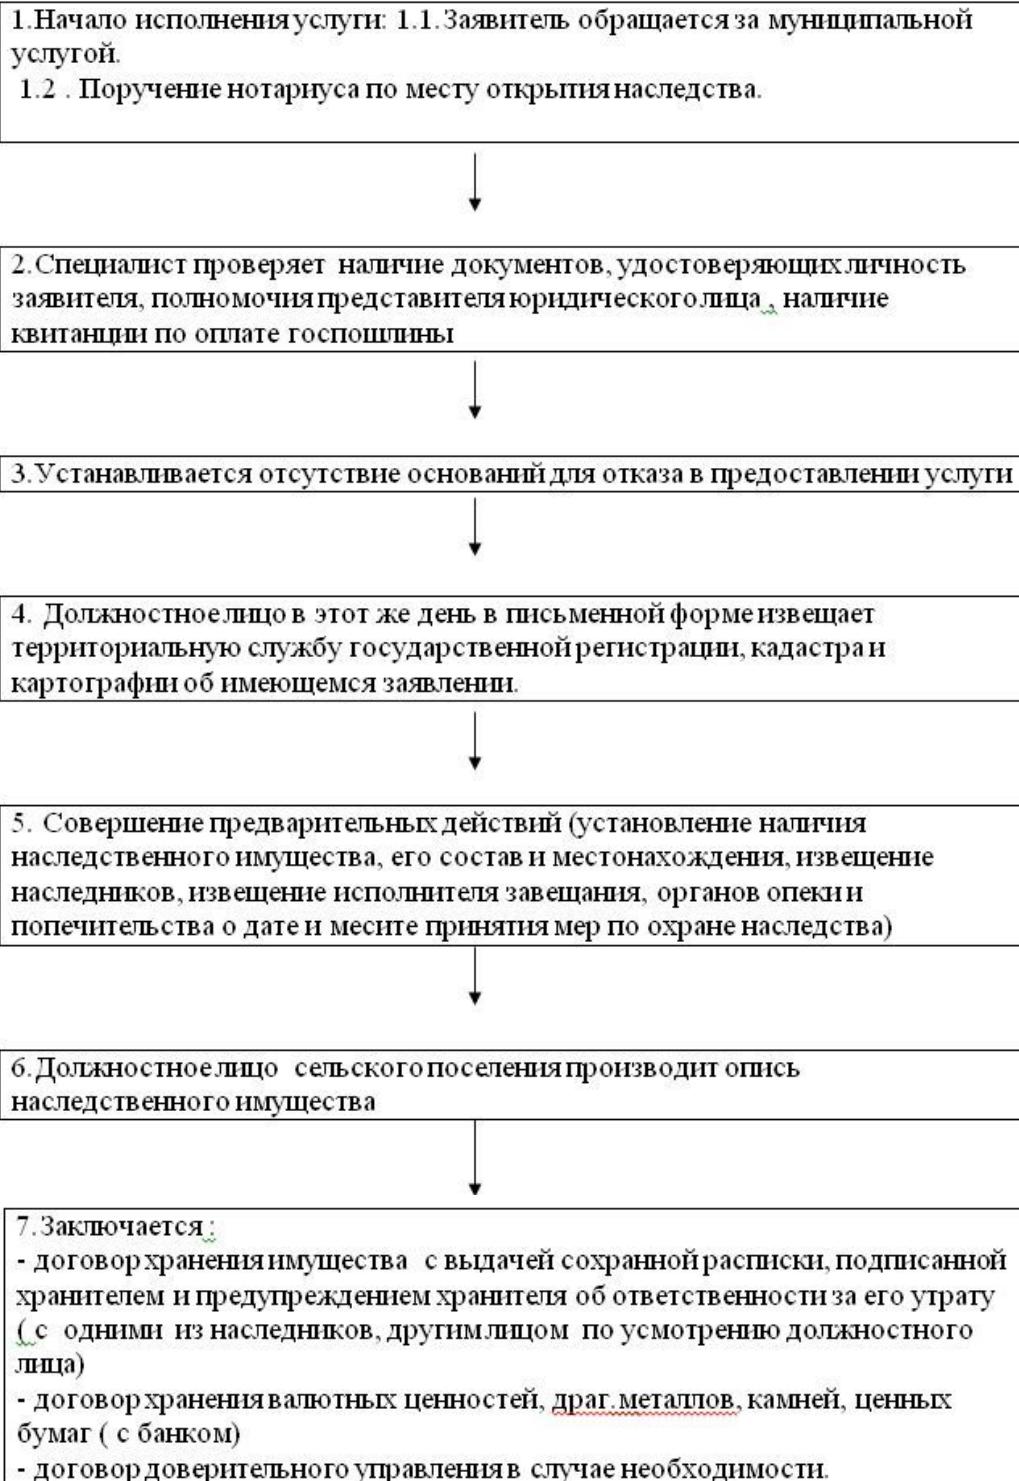 1.Начало исполнения услуги: 1.1.Заявитель обращается за муниципальной
услугой.
1.2 . Поручение нотариуса по месту открытия наследства.
2.Специалист проверяет наличие документов, удостоверяющих личность
заявителя, полномочия представителя юридического лица , наличие
квитанции по оплате госпошлины
3.Устанавливается отсутствие оснований для отказа в предоставлении услуги
4. Должностное лицо в этот же день в письменной форме извещает
территориальную службу государственной регистрации, кадастра и
картографии об имеющемся заявлении.
5. Совершение предварительных действий (установление наличия
наследственного имущества, его состав и местонахождения, извещение
наследников, извещение исполнителя завещания, органов опеки и
попечительства о дате и месите принятия мер по охране наследства)
6.Должностное лицо сельского поселения производит опись
наследственного имущества
7.Заключается :
- договор хранения имущества с выдачей сохранной расписки, подписанной
хранителем и предупреждением хранителя об ответственности за его утрату
( с одними из наследников, другим лицом по усмотрению должностного
лица)
- договор хранения валютных ценностей, драг.металлов, камней, ценных
бумаг ( с банком)
- договор доверительного управления в случае необходимости.